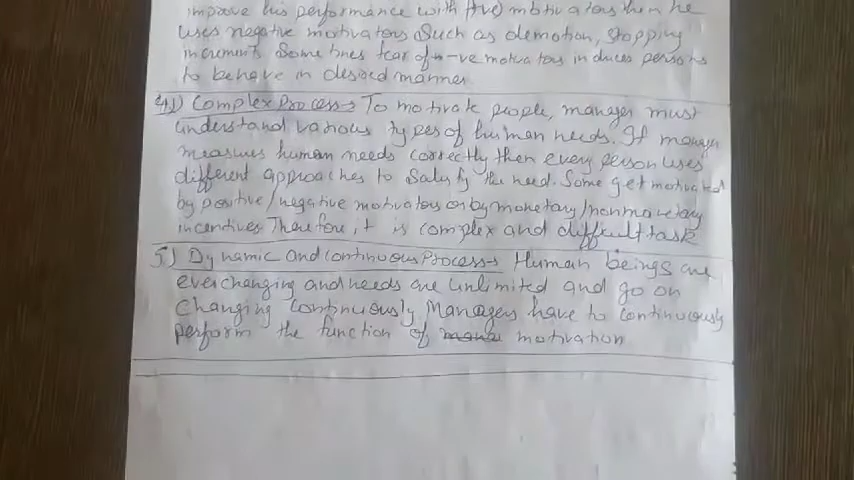 improve his performance with (+ve) motivators then he
uses negative motivators Such as demotion, stopping
increments Sometimes fear of -ve motivators induces persons
to behave in desired manner
4) Complex Process → To motivate people, manager must
understand various types of human needs. If manager
measures human needs correctly then every person uses
different approaches to Satisfy the need. Some get motivated
by positive/negative motivators or by monetary/nonmonetary
incentives. Therefore, it is complex and difficult task
5) Dynamic and continuous Process → Human beings are
everchanging and needs are unlimited and go on
Changing Continuously Managers have to continuously
perform the function of motivation